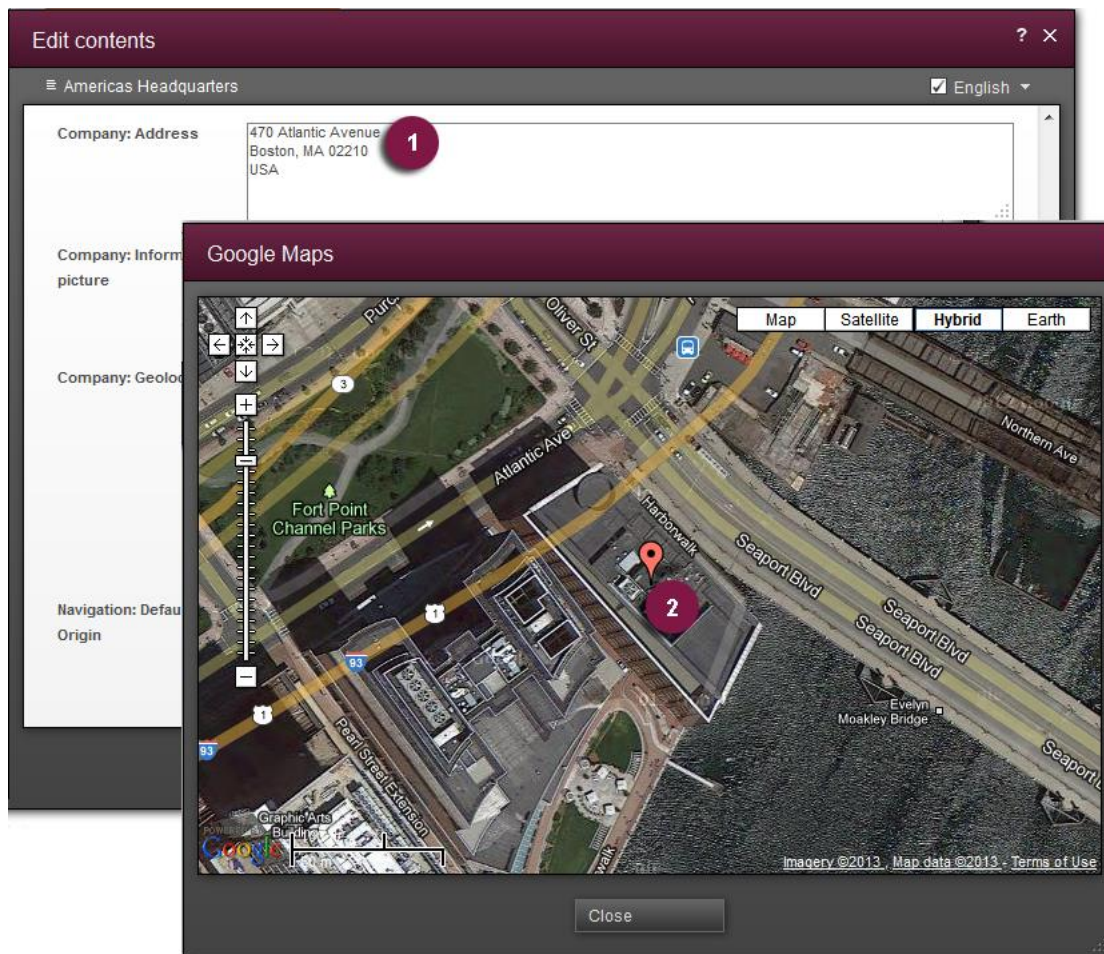 Edit contents
?
Americas Headquarters
English
Company: Address
470 Atlantic Avenue
Boston, MA 02210
USA
1
Company: Inform
picture
Company: Geoloc
Navigation: Defau
Origin
Google Maps
Map
Satellite
Hybrid
Earth
Purc
Oliver St
3
Northern Ave
Atlantic Ave
Fort Point
Channel Parks
Harborwalk
Seaport Blvd
2
Seaport Blvd
Seaport Blvd
1
93
Evelyn
Moakley Bridge
1
93
Seaport B
Pearl Street Extension
Graphic Arts
Building
POWERED
Google
walk
Imagery ©2013 , Map data ©2013 - Terms of Use
Close